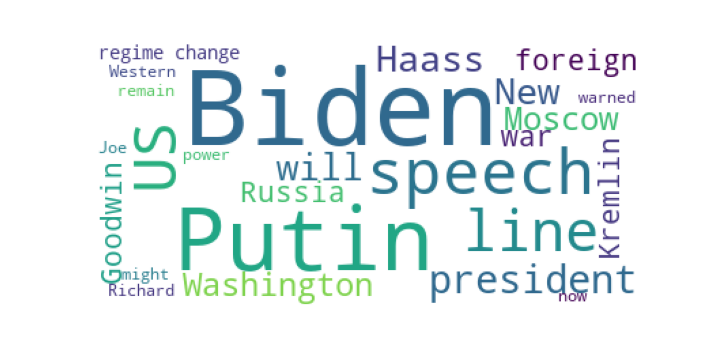 regime change
Haass
foreign
Western
Biden
New
remain
warned
Moscow
US
war
Joe
power
will
speech
Kremlin
Goodwin
Russia
Putin
line
might
Washington
president
Richard
now